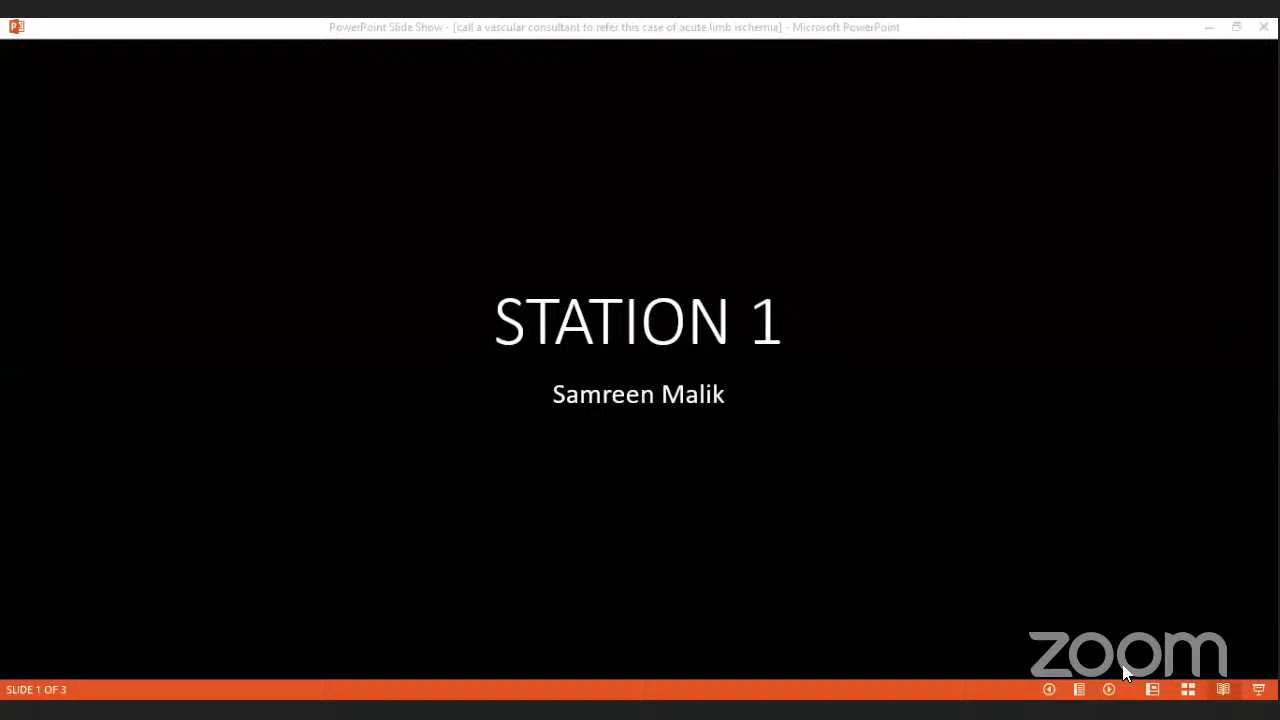 PowerPoint Slide Show - [call a vascular consultant to refer this case of acute limb ischemia] - Microsoft PowerPoint
STATION 1
Samreen Malik
zoom
SLIDE 1 OF 3